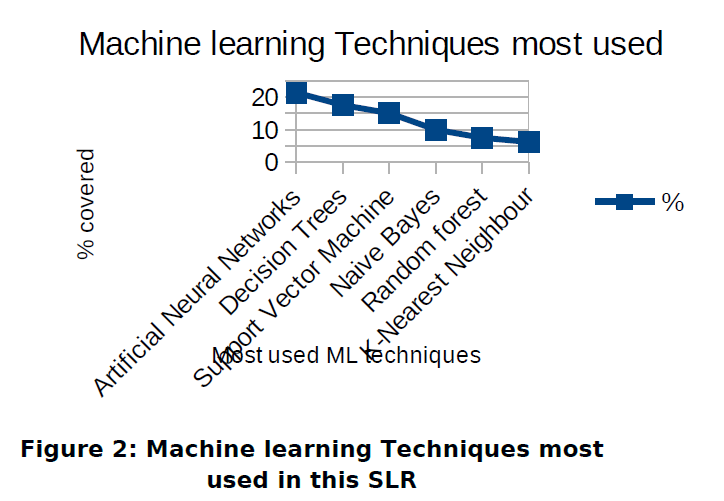 Machine learning Techniques most used
20
10
0
% covered
Artificial Neural Networks
Decision Trees
Support Vector Machine
Naive Bayes
Random forest
K-Nearest Neighbour
%
Most used ML techniques
Figure 2: Machine learning Techniques most
used in this SLR